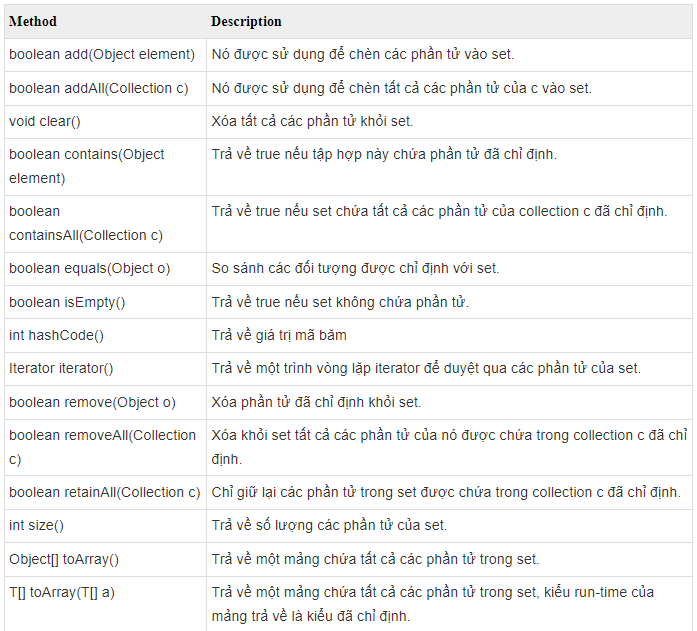 Method Description
boolean add(Object element) Nó được sử dụng để chèn các phần tử vào set.
boolean addAll(Collection c) Nó được sử dụng để chèn tất cả các phần tử của c vào set.
void clear() Xóa tất cả các phần tử khỏi set.
boolean contains(Object Trả về true nếu tập hợp này chứa phần tử đã chỉ định.
element)
boolean Trả về true nếu set chứa tất cả các phần tử của collection c đã chỉ định.
containsAll(Collection c)
boolean equals(Object o) So sánh các đối tượng được chỉ định với set.
boolean isEmpty() Trả về true nếu set không chứa phần tử.
int hashCode() Trả về giá trị mã băm
Iterator iterator() Trả về một trình vòng lặp iterator để duyệt qua các phần tử của set.
boolean remove(Object o) Xóa phần tử đã chỉ định khỏi set.
boolean removeAll(Collection Xóa khỏi set tất cả các phần tử của nó được chứa trong collection c đã chỉ
c) định.
boolean retainAll(Collection c) Chỉ giữ lại các phần tử trong set được chứa trong collection c đã chỉ định.
int size() Trả về số lượng các phần tử của set.
Object[] toArray() Trả về một mảng chứa tất cả các phần tử trong set.
T[] toArray(T[] a) Trả về một mảng chứa tất cả các phần tử trong set, kiểu run-time của
mảng trả về là kiểu đã chỉ định.